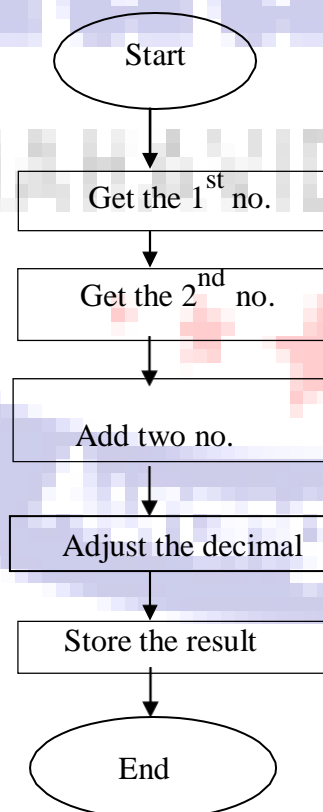 Start
Get the 1st no.
Get the 2nd no.
Add two no.
Adjust the decimal
Store the result
End